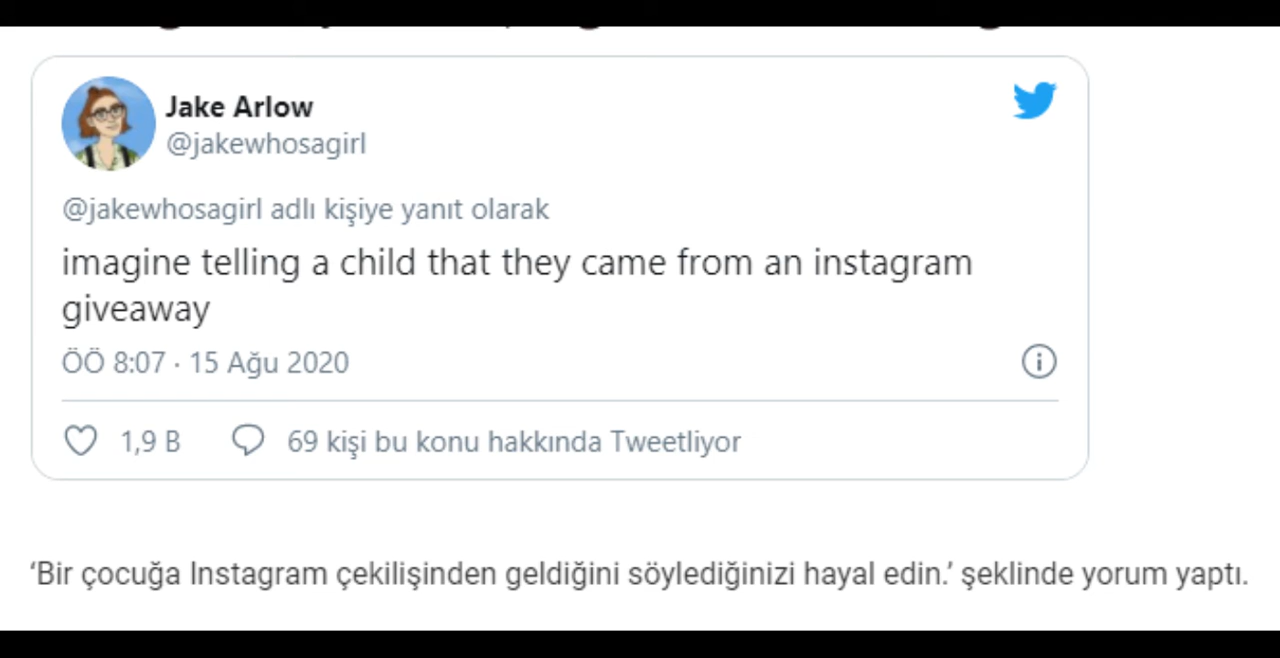 Jake Arlow
@jakewhosagirl
@jakewhosagirl adlı kişiye yanıt olarak
imagine telling a child that they came from an instagram
giveaway
ÖÖ 8:07 · 15 Ağu 2020
1,9 B 69 kişi bu konu hakkında Tweetliyor
‘Bir çocuğa Instagram çekilişinden geldiğini söylediğinizi hayal edin.’ şeklinde yorum yaptı.